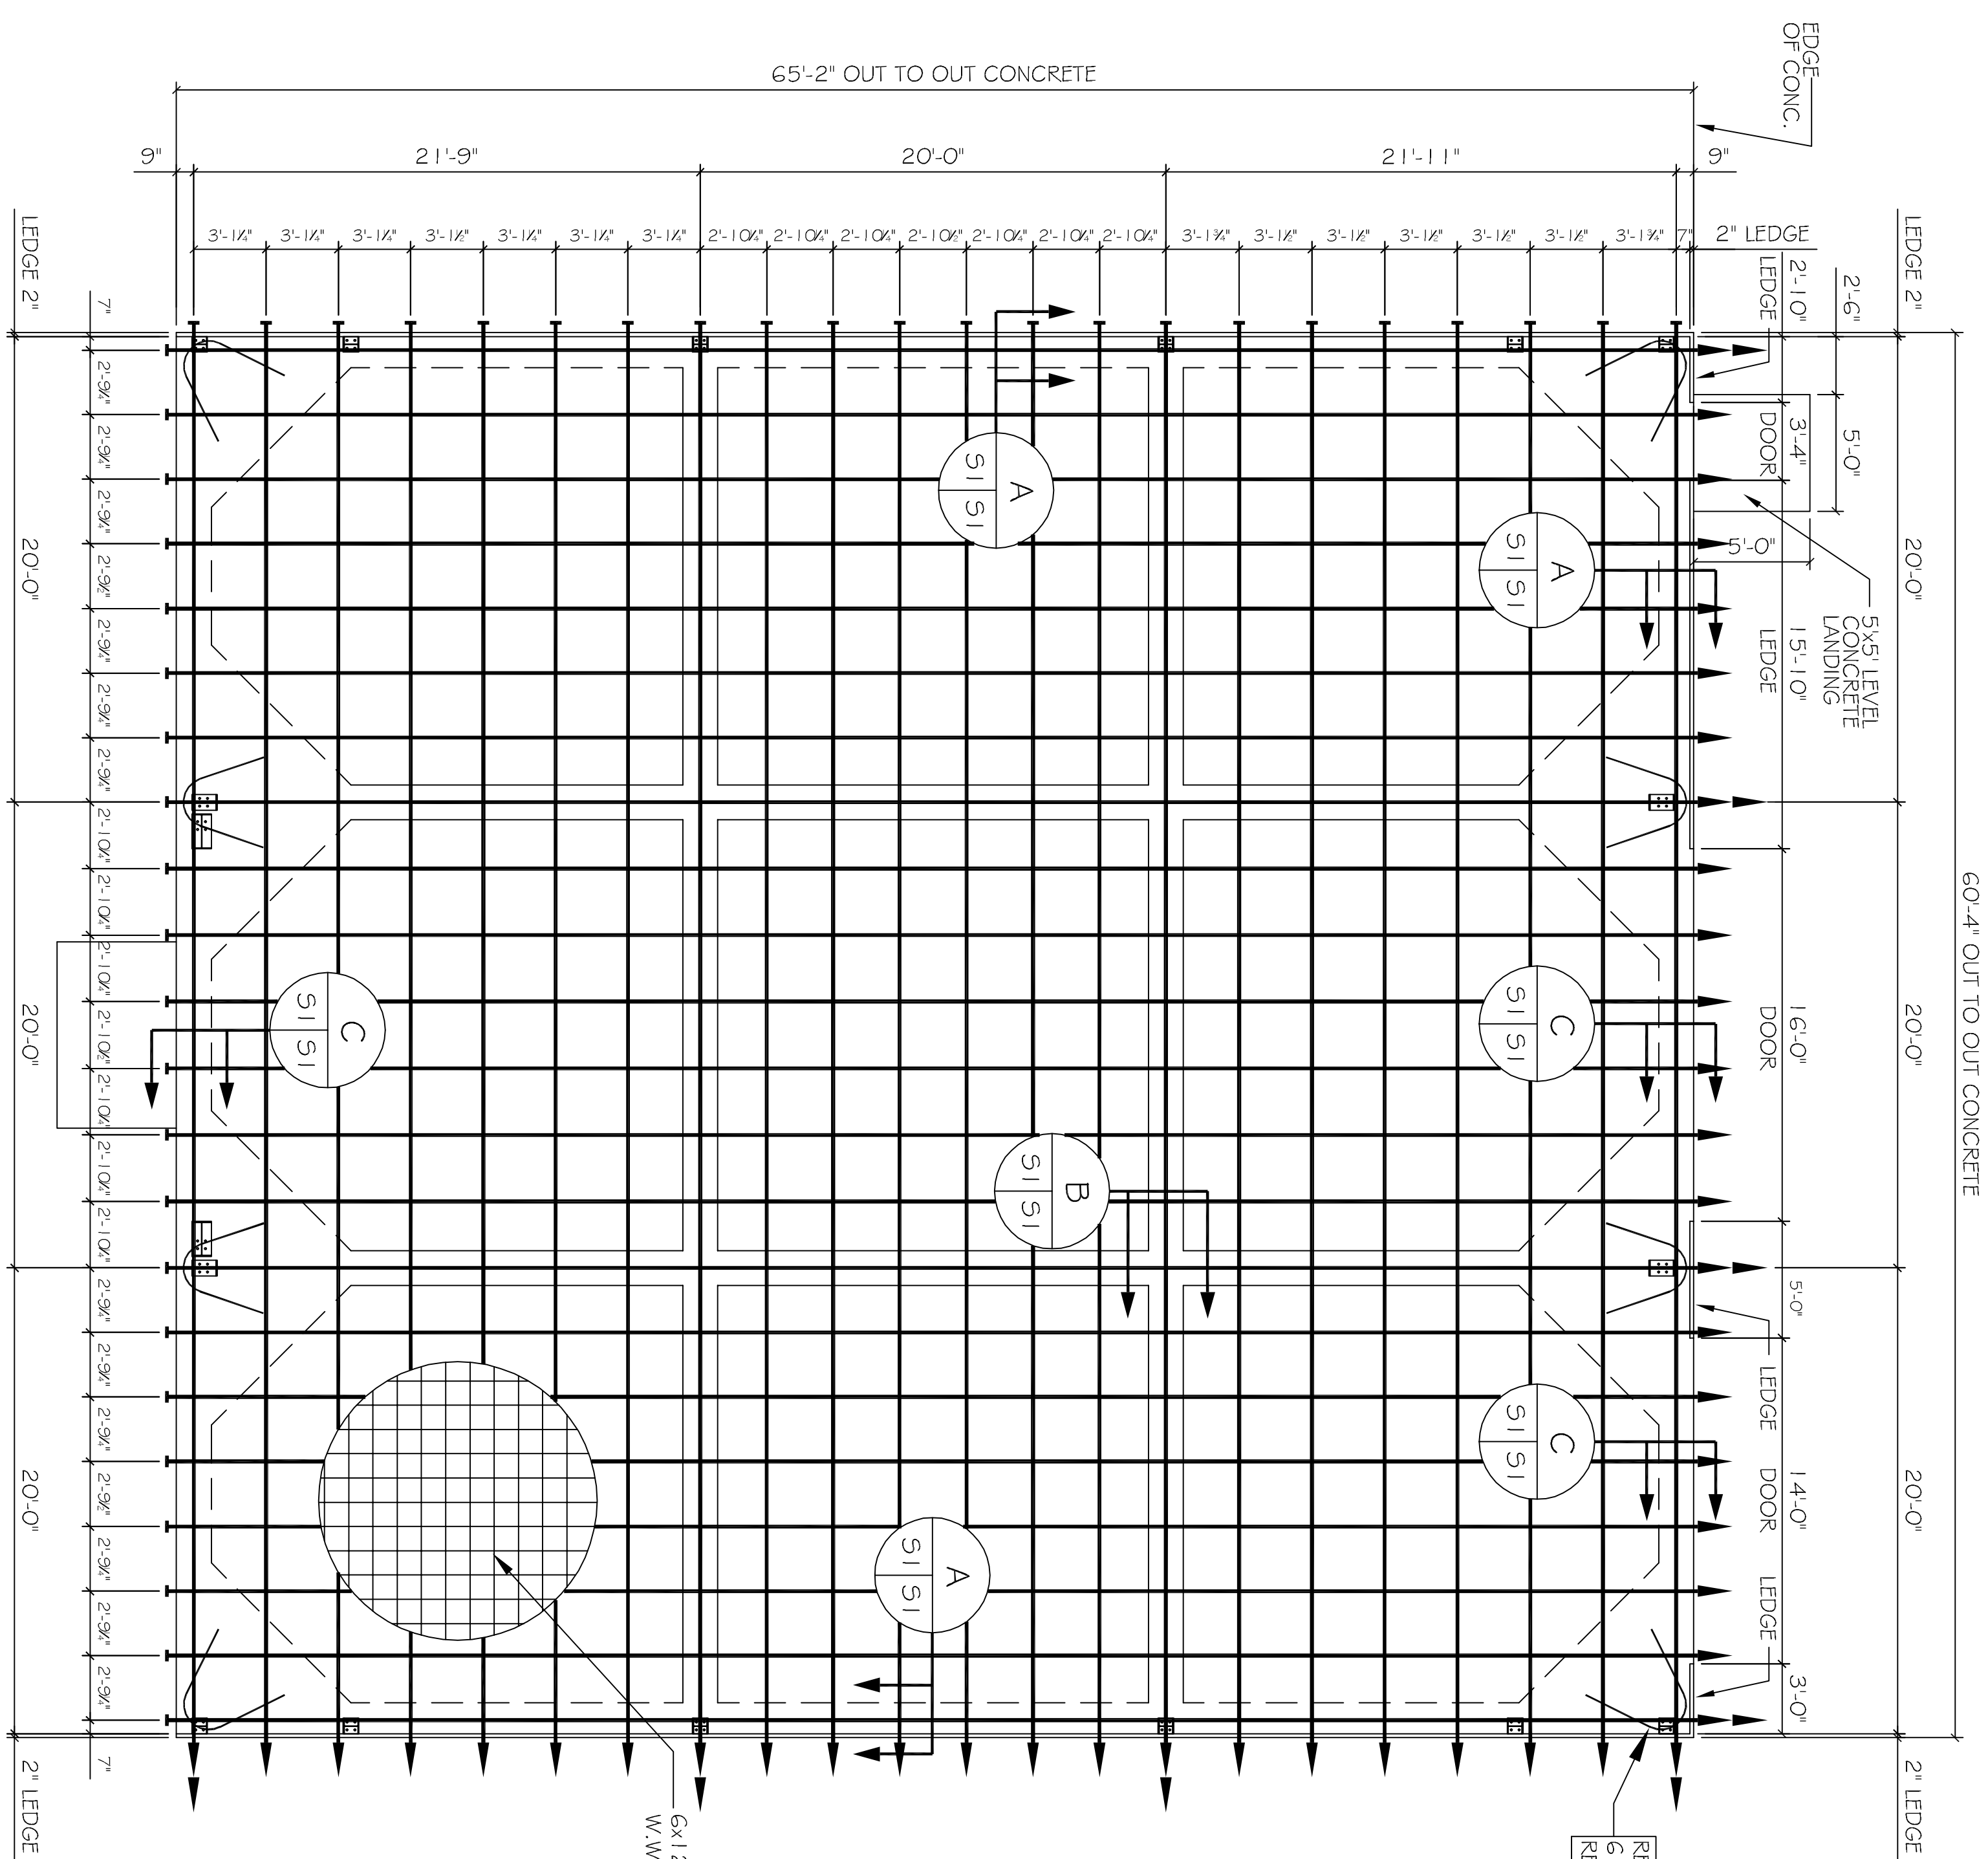 65'-2" OUT TO OUT CONCRETE
EDGE
OF CONC.
9"
21'-9"
20'-0"
21'-11"
9"
3'-1¼"
3'-1¼"
3'-1¼"
3'-1½"
3'-1¼"
3'-1¼"
3'-1¼"
2'-10¼"
2'-10¼"
2'-10¼"
2'-10½"
2'-10¼"
2'-10¼"
2'-10¼"
3'-1¾"
3'-1½"
3'-1½"
3'-1½"
3'-1½"
3'-1½"
3'-1¾"
7"
2" LEDGE
60'-4" OUT TO OUT CONCRETE
LEDGE 2"
20'-0"
20'-0"
20'-0"
2" LEDGE
2'-6"
5'-0"
5'-0"
5'x5' LEVEL
CONCRETE
LANDING
2'-10"
LEDGE
3'-4"
DOOR
15'-10"
LEDGE
16'-0"
DOOR
5'-0"
LEDGE
14'-0"
DOOR
LEDGE
3'-0"
A
S1 S1
A
S1 S1
C
S1 S1
C
S1 S1
B
S1 S1
C
S1 S1
A
S1 S1
7"
2'-9¼"
2'-9¼"
2'-9¼"
2'-9½"
2'-9¼"
2'-9¼"
2'-9¼"
2'-10¼"
2'-10¼"
2'-10¼"
2'-10½"
2'-10¼"
2'-10¼"
2'-10¼"
2'-9¼"
2'-9¼"
2'-9¼"
2'-9½"
2'-9¼"
2'-9¼"
2'-9¼"
7"
LEDGE 2"
20'-0"
20'-0"
20'-0"
2" LEDGE
6x12
W.W
RE
6
RE